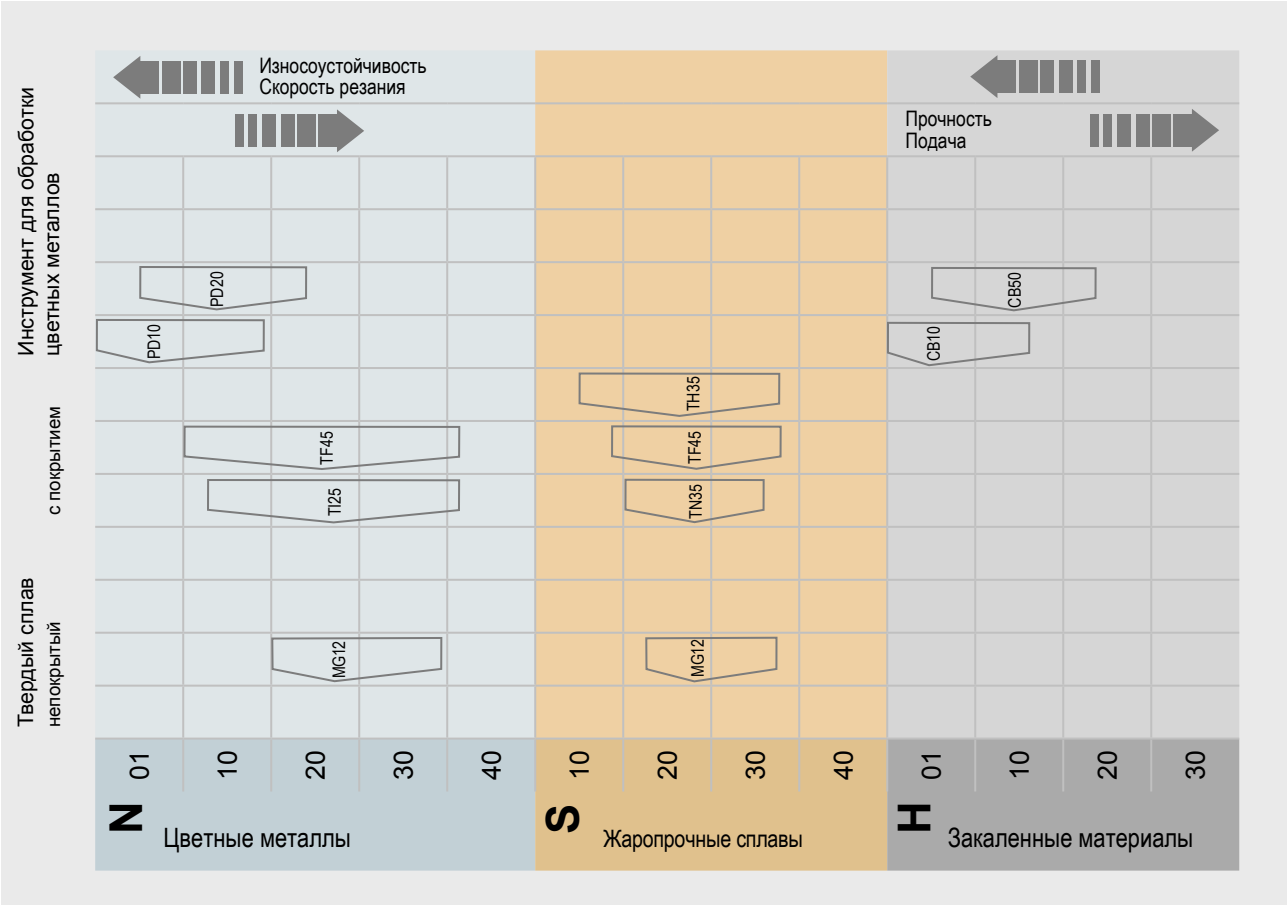 Износоустойчивость
Скорость резания
Прочность
Подача
Инструмент для обработки
цветных металлов
PD20
CB50
PD10
CB10
с покрытием
TH35
TF45
TF45
TI25
TN35
Твердый сплав
непокрытый
MG12
MG12
01
10
20
30
40
10
20
30
40
01
10
20
30
N
Цветные металлы
S
Жаропрочные сплавы
H
Закаленные материалы